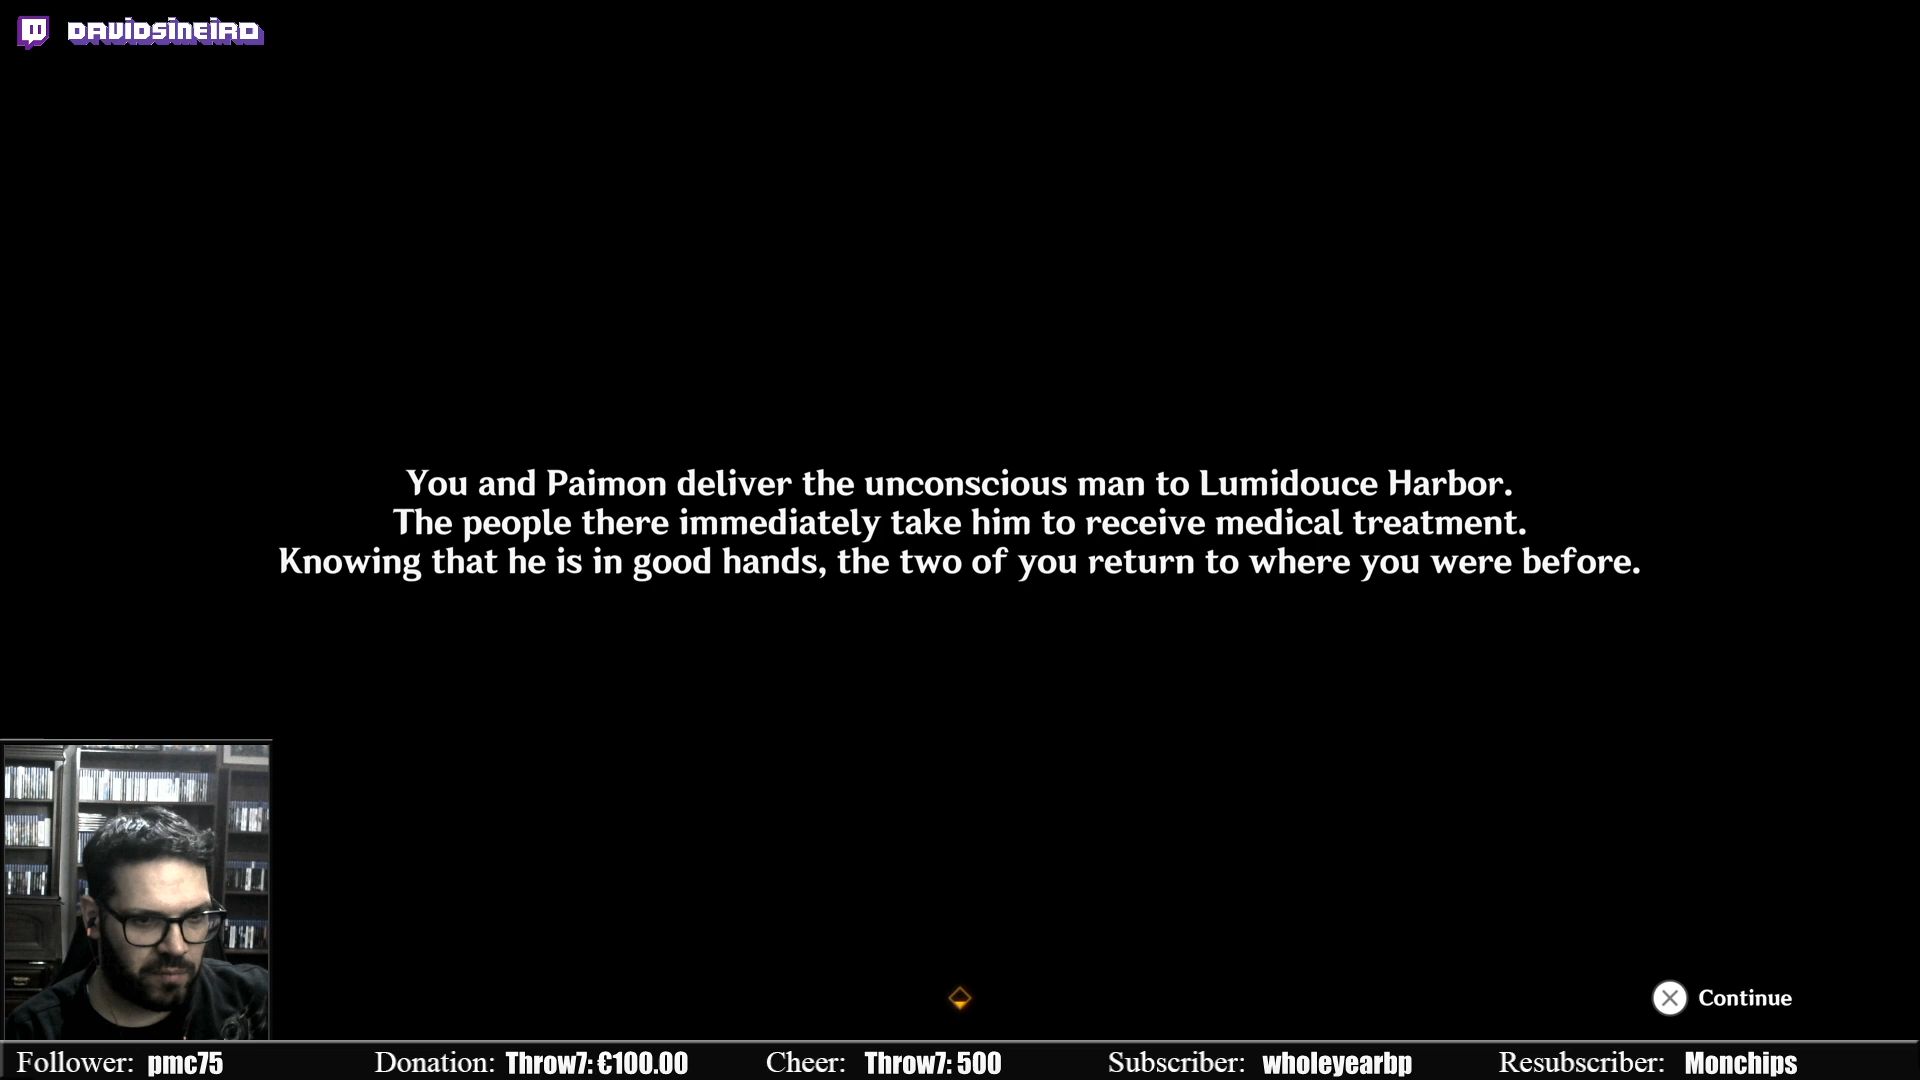 DAVIDSINEIRO
You and Paimon deliver the unconscious man to Lumidouce Harbor.
The people there immediately take him to receive medical treatment.
Knowing that he is in good hands, the two of you return to where you were before.
Continue
Follower: pmc75 Donation: Throw7: €100.00 Cheer: Throw7: 500 Subscriber: wholeyearbp Resubscriber: Monchips